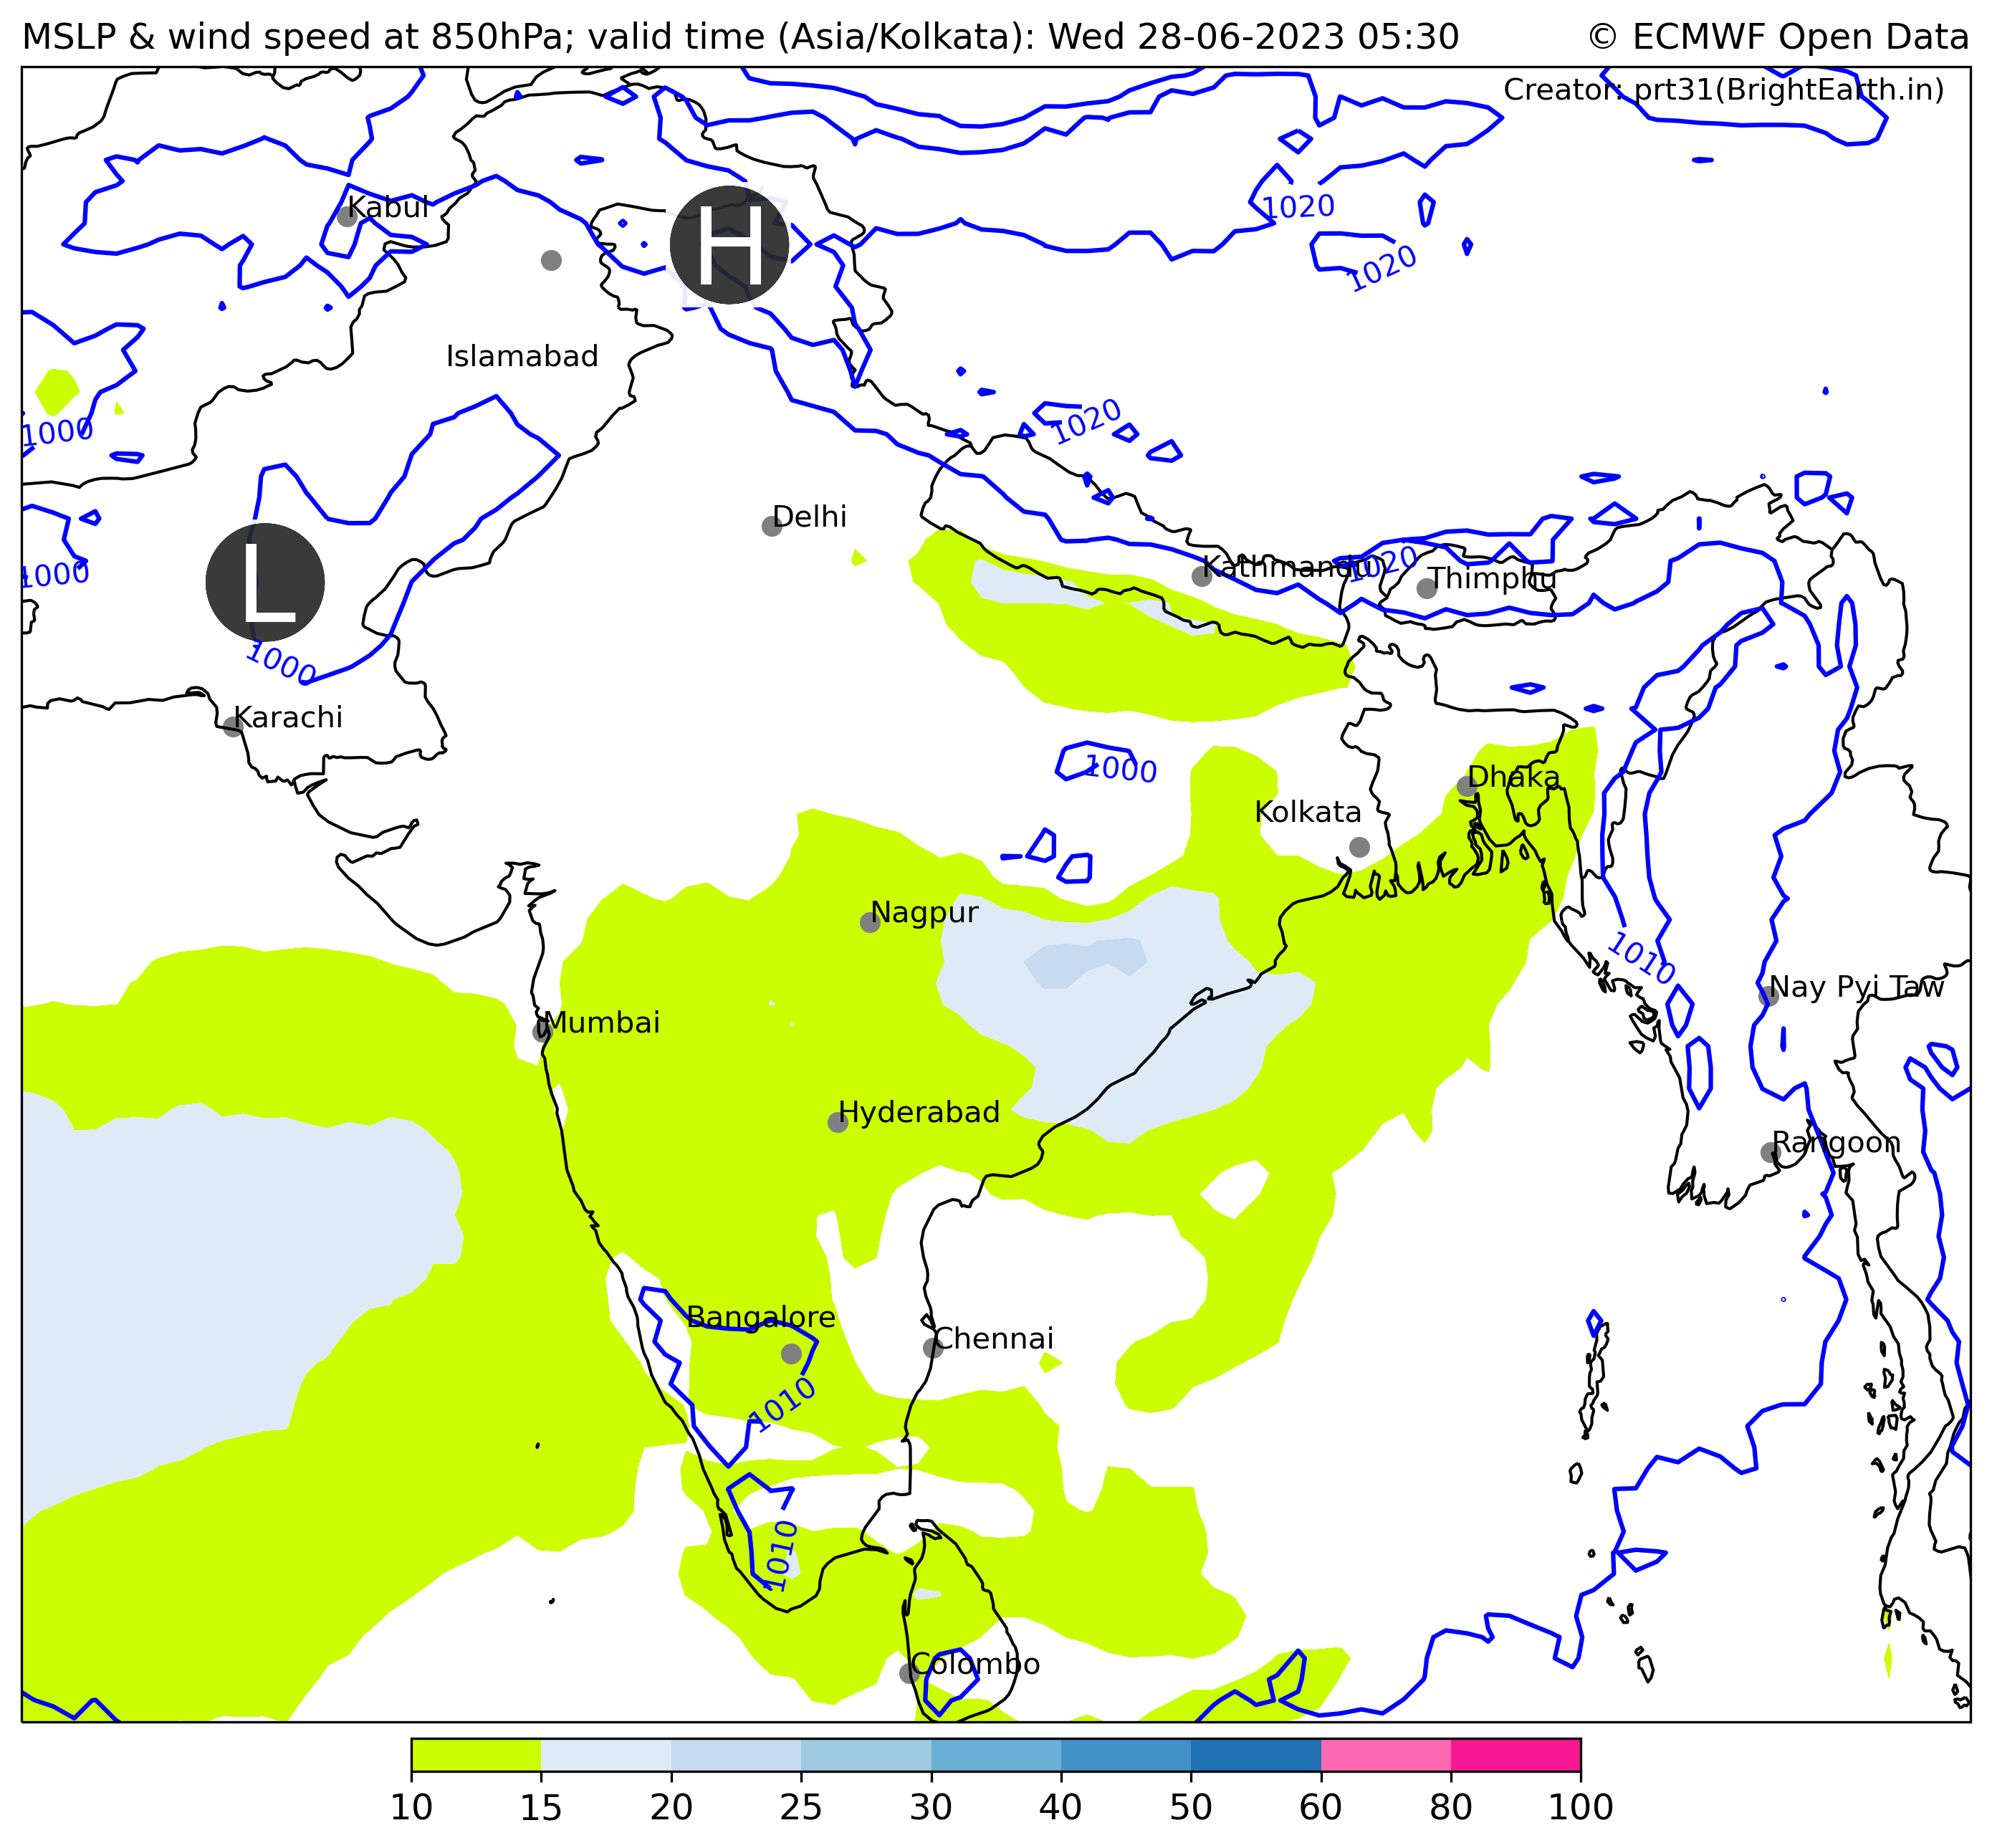 MSLP & wind speed at 850hPa; valid time (Asia/Kolkata): Wed 28-06-2023 05:30
© ECMWF Open Data
Creator: prt31(BrightEarth.in)
Kabul
H
1020
1020
Islamabad
1000
1020
Delhi
1000
L
Kathmandu
1020
Thimphu
1000
Karachi
1000
Dhaka
Kolkata
Nagpur
1010
Nay Pyi Taw
Mumbai
Hyderabad
Rangoon
Bangalore
Chennai
1010
1010
Colombo
10 15 20 25 30 40 50 60 80 100